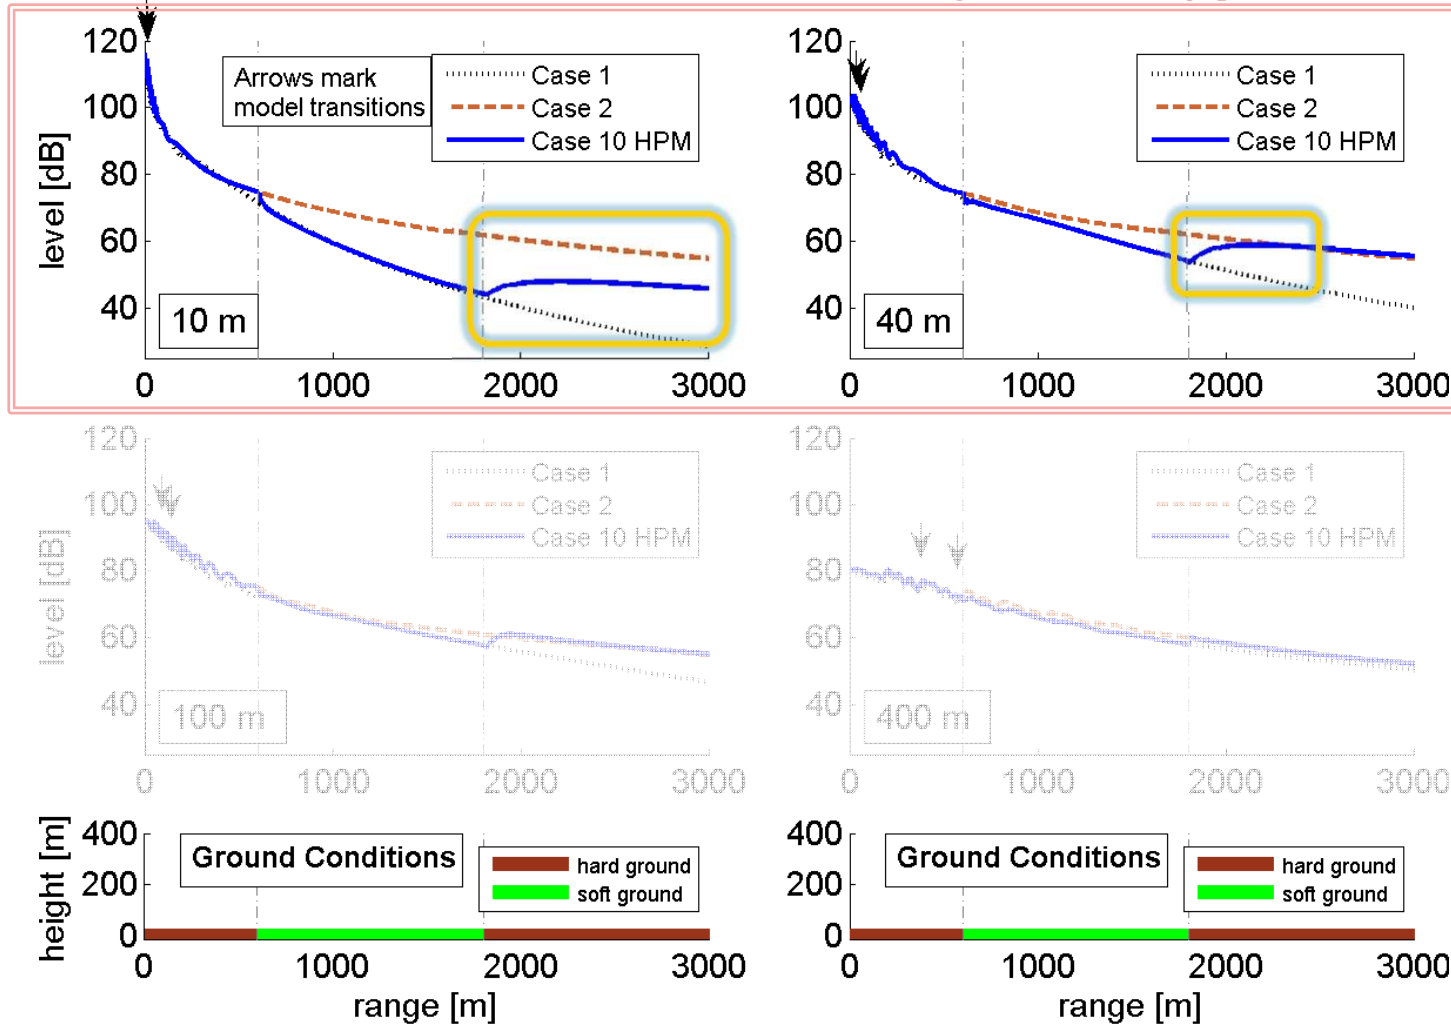 120
100
80
60
40
level [dB]
Arrows mark
model transitions
Case 1
Case 2
Case 10 HPM
10 m
0
1000
2000
3000
120
100
80
60
40
Case 1
Case 2
Case 10 HPM
40 m
0
1000
2000
3000
120
100
80
60
40
level [dB]
Case 1
Case 2
Case 10 HPM
100 m
0
1000
2000
3000
120
100
80
60
40
Case 1
Case 2
Case 10 HPM
400 m
0
1000
2000
3000
400
200
0
height [m]
Ground Conditions
hard ground
soft ground
0
1000
2000
3000
range [m]
400
200
0
Ground Conditions
hard ground
soft ground
0
1000
2000
3000
range [m]